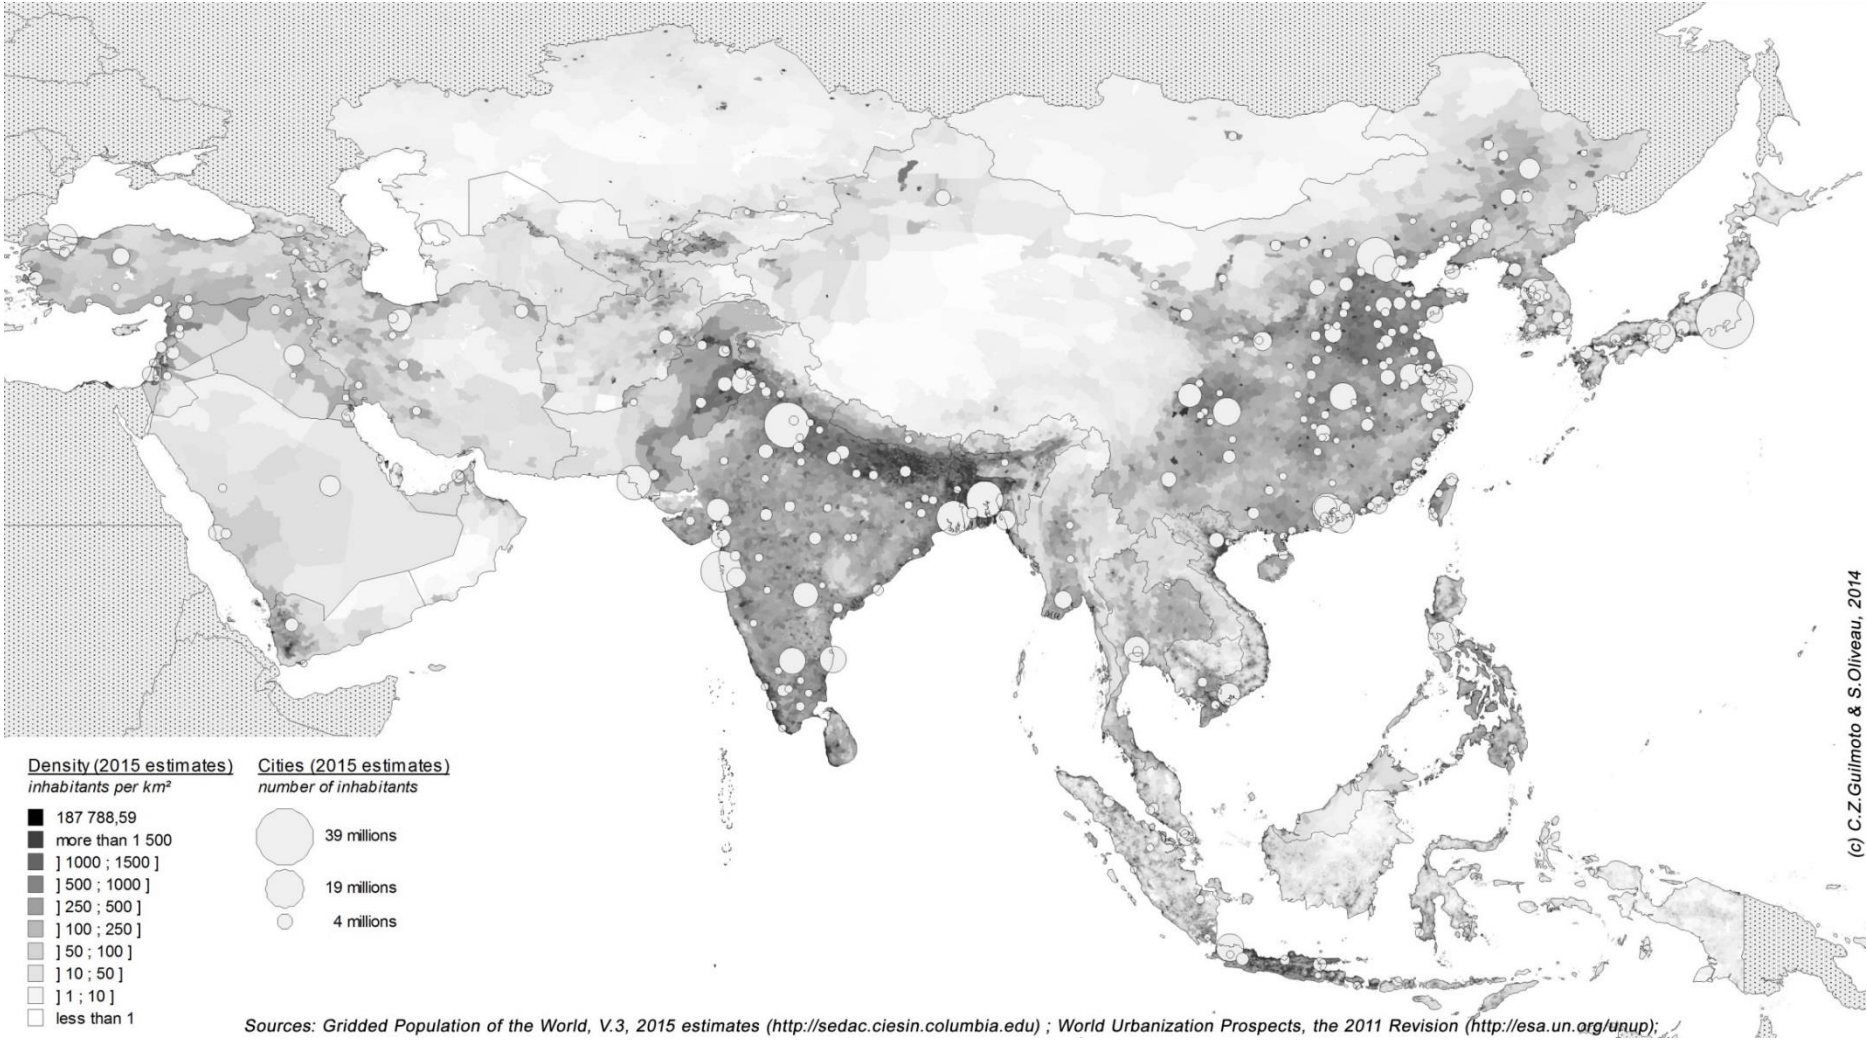 Density (2015 estimates)
inhabitants per km²
187 788,59
more than 1 500
] 1000 ; 1500 ]
] 500 ; 1000 ]
] 250 ; 500 ]
] 100 ; 250 ]
] 50 ; 100 ]
] 10 ; 50 ]
] 1 ; 10 ]
less than 1
Cities (2015 estimates)
number of inhabitants
39 millions
19 millions
4 millions
(c) C.Z.Guilmoto & S.Oliveau, 2014
Sources: Gridded Population of the World, V.3, 2015 estimates (http://sedac.ciesin.columbia.edu) ; World Urbanization Prospects, the 2011 Revision (http://esa.un.org/unup);